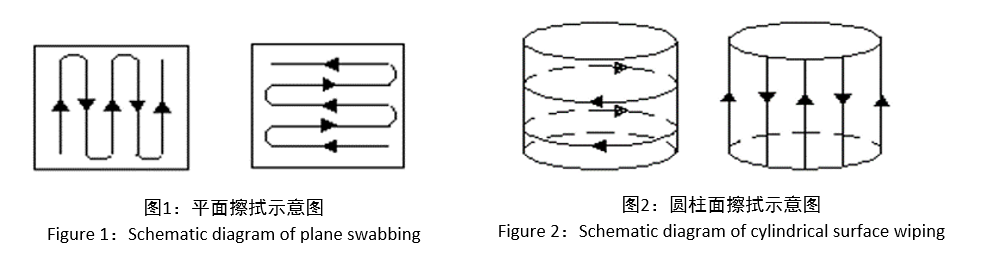 图1：平面擦拭示意图
Figure 1：Schematic diagram of plane swabbing
图2：圆柱面擦拭示意图
Figure 2：Schematic diagram of cylindrical surface wiping